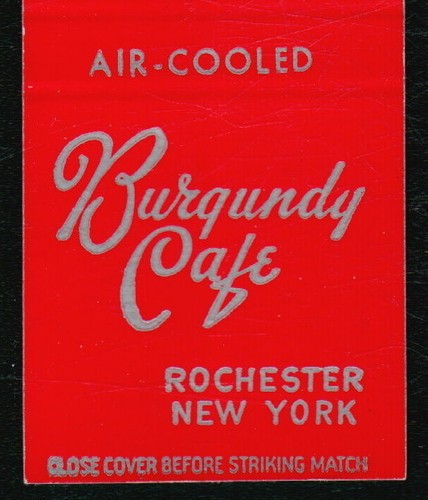 AIR-COOLED
Burgundy
Cafe
ROCHESTER
NEW YORK
CLOSE COVER BEFORE STRIKING MATCH